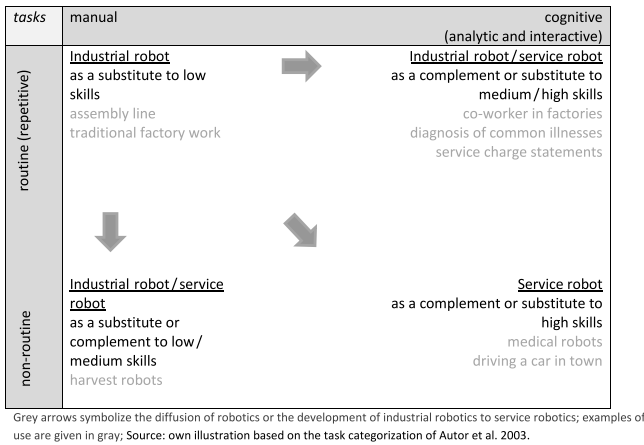 tasks
manual
cognitive
(analytic and interactive)
routine (repetitive)
Industrial robot
as a substitute to low
skills
assembly line
traditional factory work
Industrial robot/service robot
as a complement or substitute to
medium/high skills
co-worker in factories
diagnosis of common illnesses
service charge statements
non-routine
Industrial robot/service
robot
as a substitute or
complement to low/
medium skills
harvest robots
Service robot
as a complement or substitute to
high skills
medical robots
driving a car in town
Grey arrows symbolize the diffusion of robotics or the development of industrial robotics to service robotics; examples of
use are given in gray; Source: own illustration based on the task categorization of Autor et al. 2003.